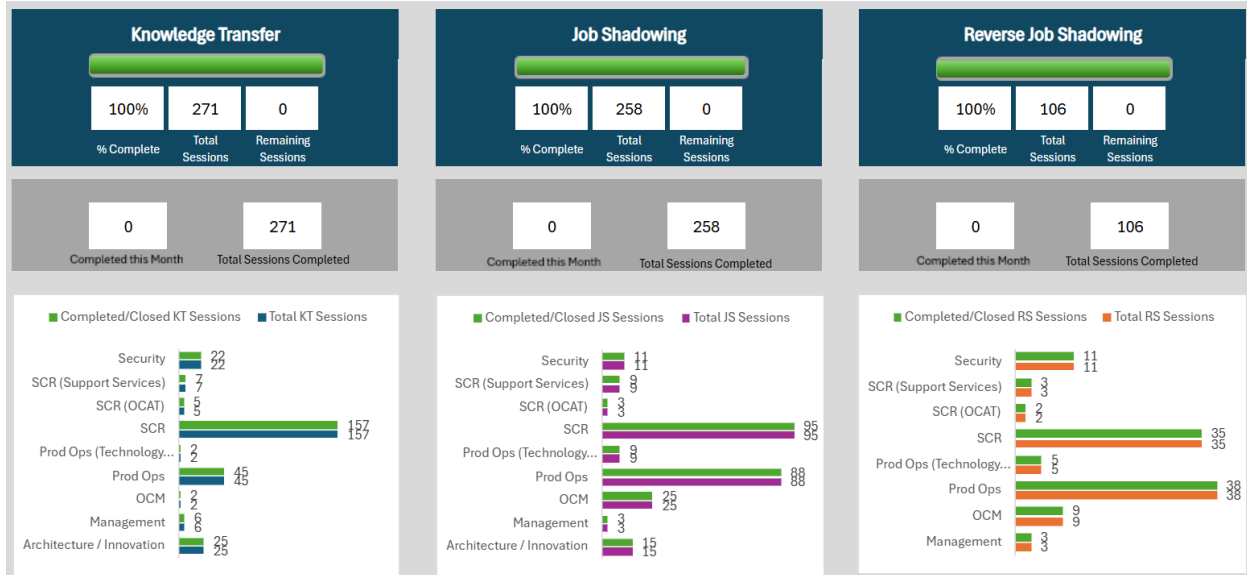 Knowledge Transfer
100%
271
0
% Complete
Total
Sessions
Remaining
Sessions
0
271
Completed this Month
Total Sessions Completed
Completed/Closed KT Sessions
Total KT Sessions
Security
22
22
SCR (Support Services)
7
7
SCR (OCAT)
5
5
SCR
157
157
Prod Ops (Technology...
2
2
Prod Ops
45
45
OCM
2
2
Management
6
6
Architecture / Innovation
25
25
Job Shadowing
100%
258
0
% Complete
Total
Sessions
Remaining
Sessions
0
258
Completed this Month
Total Sessions Completed
Completed/Closed JS Sessions
Total JS Sessions
Security
11
11
SCR (Support Services)
9
9
SCR (OCAT)
3
3
SCR
95
95
Prod Ops (Technology...
9
9
Prod Ops
88
88
OCM
25
25
Management
3
3
Architecture / Innovation
15
15
Reverse Job Shadowing
100%
106
0
% Complete
Total
Sessions
Remaining
Sessions
0
106
Completed this Month
Total Sessions Completed
Completed/Closed RS Sessions
Total RS Sessions
Security
11
11
SCR (Support Services)
3
3
SCR (OCAT)
2
2
SCR
35
35
Prod Ops (Technology...
5
5
Prod Ops
38
38
OCM
9
9
Management
3
3